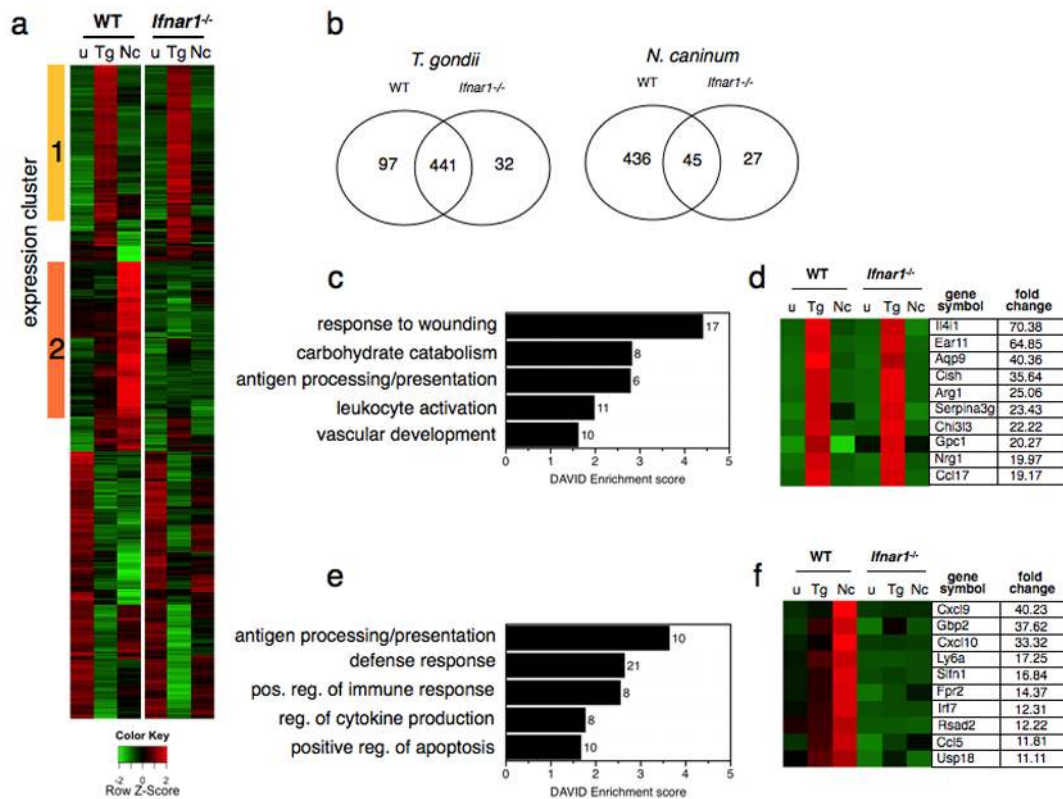 a
WT Ifnar1-/-
u Tg Nc u Tg Nc
expression cluster
1
2
Color Key
-2 0 2
Row Z-Score
b
T. gondii
WT Ifnar1-/-
97 441 32
N. caninum
WT Ifnar1-/-
436 45 27
c
response to wounding 17
carbohydrate catabolism 8
antigen processing/presentation 6
leukocyte activation 11
vascular development 10
0 1 2 3 4 5
DAVID Enrichment score
d
WT Ifnar1-/- gene fold
u Tg Nc u Tg Nc symbol change
Il4i1 70.38
Ear11 64.85
Aqp9 40.36
Cish 35.64
Arg1 25.06
Serpina3g 23.43
Chi3l3 22.22
Gpc1 20.27
Nrg1 19.97
Ccl17 19.17
e
antigen processing/presentation 10
defense response 21
pos. reg. of immune response 8
reg. of cytokine production 8
positive reg. of apoptosis 10
0 1 2 3 4 5
DAVID Enrichment score
f
WT Ifnar1-/- gene fold
u Tg Nc u Tg Nc symbol change
Cxcl9 40.23
Gbp2 37.62
Cxcl10 33.32
Ly6a 17.25
Slfn1 16.84
Fpr2 14.37
Irf7 12.31
Rsad2 12.22
Ccl5 11.81
Usp18 11.11